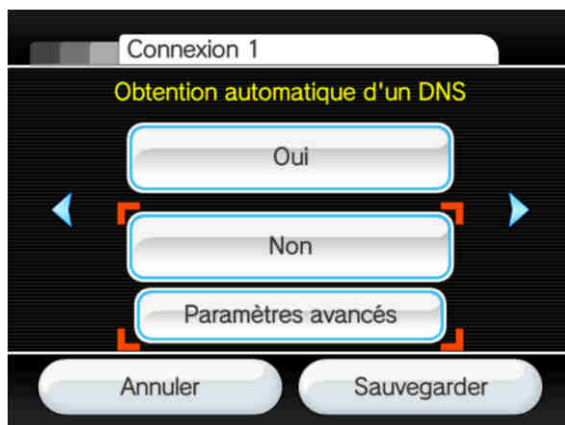 Connexion 1
Obtention automatique d'un DNS
Oui
Non
Paramètres avancés
Annuler
Sauvegarder